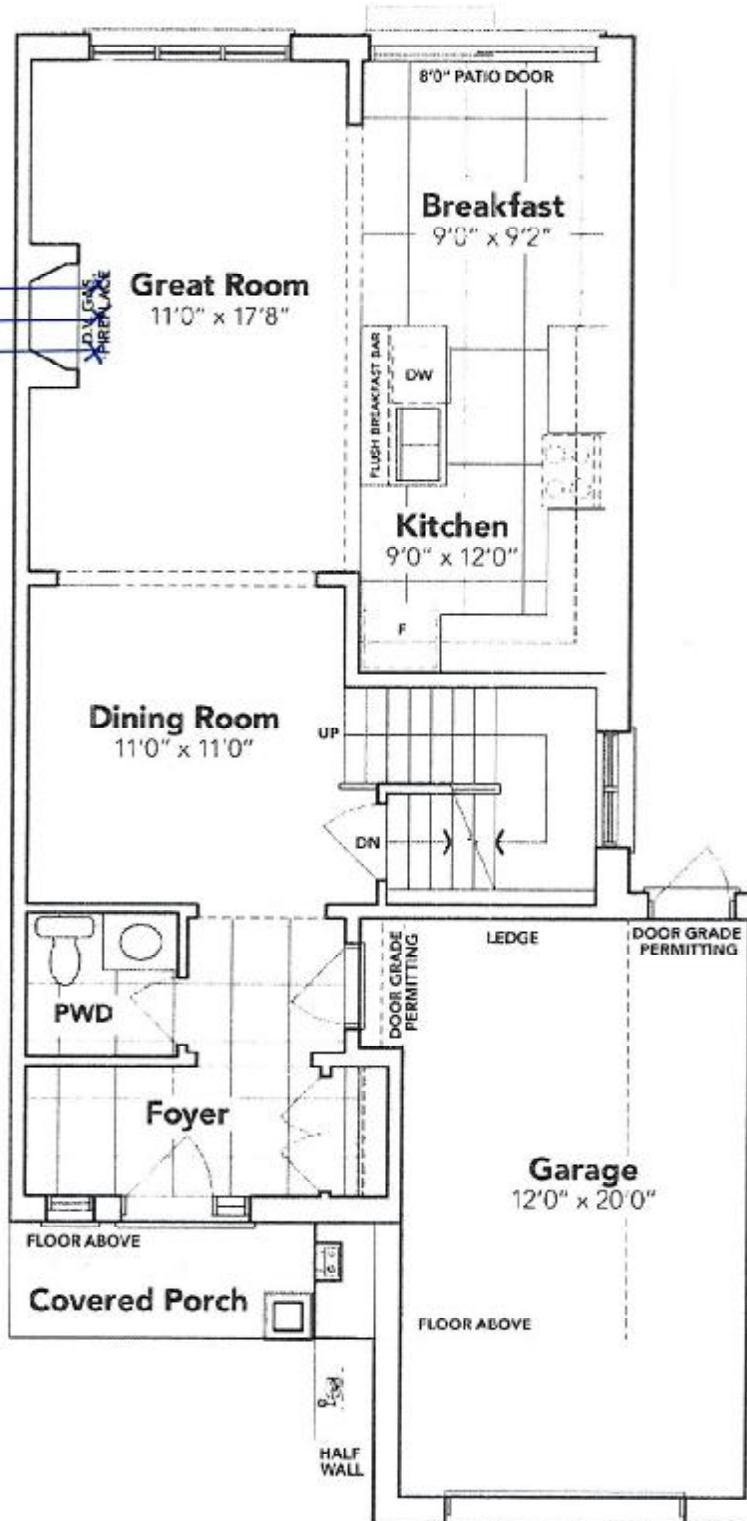 8'0" PATIO DOOR
Breakfast
9'0" x 9'2"
Great Room
11'0" x 17'8"
D.V. GAS
FIREPLACE
FLUSH BREAKFAST BAR
DW
Kitchen
9'0" x 12'0"
F
Dining Room
11'0" x 11'0"
UP
DN
LEDGE
DOOR GRADE
PERMITTING
DOOR GRADE
PERMITTING
PWD
Foyer
Garage
12'0" x 20'0"
FLOOR ABOVE
Covered Porch
FLOOR ABOVE
HALF
WALL